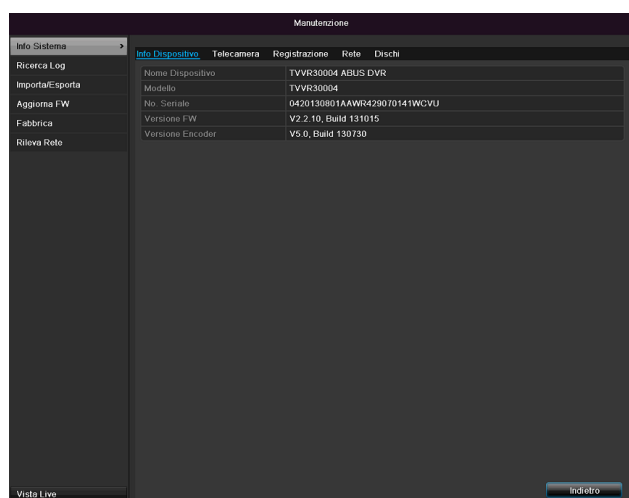 Manutenzione
Info Sistema >
Ricerca Log
Importa/Esporta
Aggiorna FW
Fabbrica
Rileva Rete
Info Dispositivo Telecamera Registrazione Rete Dischi
Nome Dispositivo TVVR30004 ABUS DVR
Modello TVVR30004
No. Seriale 0420130801AAWR429070141WCVU
Versione FW V2.2.10, Build 131015
Versione Encoder V5.0, Build 130730
Vista Live
Indietro